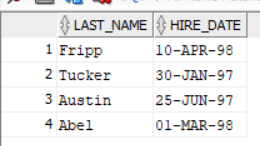 LAST_NAME HIRE_DATE
1 Fripp 10-APR-98
2 Tucker 30-JAN-97
3 Austin 25-JUN-97
4 Abel 01-MAR-98